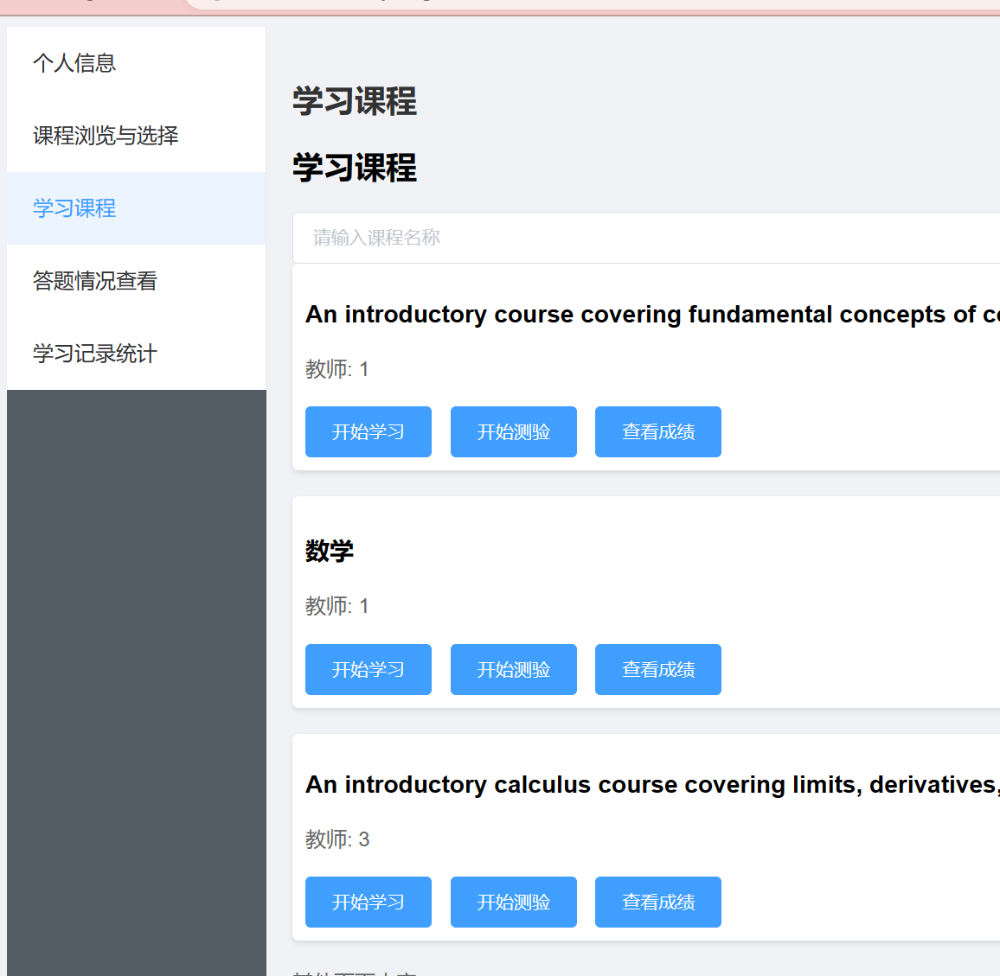 个人信息
课程浏览与选择
学习课程
答题情况查看
学习记录统计
学习课程
学习课程
请输入课程名称
An introductory course covering fundamental concepts of
教师: 1
开始学习 开始测验 查看成绩
数学
教师: 1
开始学习 开始测验 查看成绩
An introductory calculus course covering limits, derivatives,
教师: 3
开始学习 开始测验 查看成绩